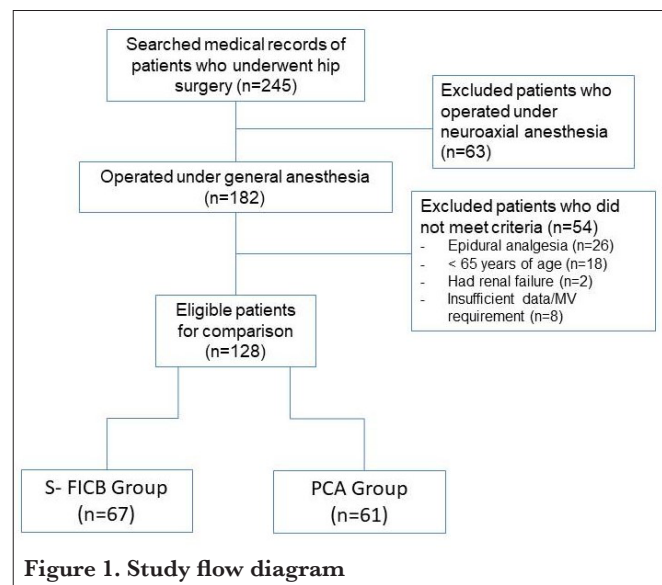 Searched medical records of
patients who underwent hip
surgery (n=245)
Excluded patients who
operated under
neuroaxial anesthesia
(n=63)
Operated under general anesthesia
(n=182)
Excluded patients who did
not meet criteria (n=54)
- Epidural analgesia (n=26)
- < 65 years of age (n=18)
- Had renal failure (n=2)
- Insufficient data/MV
requirement (n=8)
Eligible patients
for comparison
(n=128)
S- FICB Group
(n=67)
PCA Group
(n=61)
Figure 1. Study flow diagram